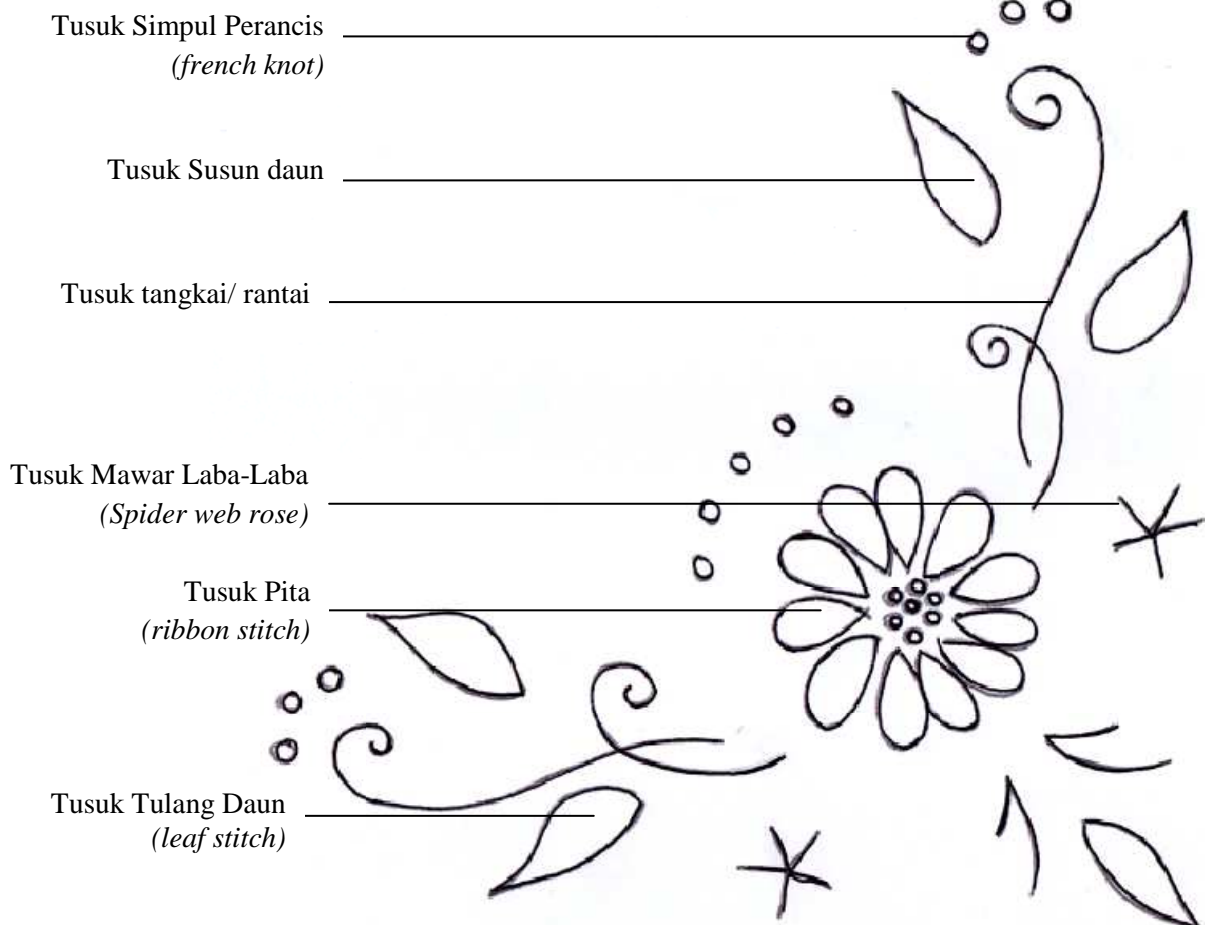 Tusuk Simpul Perancis
(french knot)
Tusuk Susun daun
Tusuk tangkai/ rantai
Tusuk Mawar Laba-Laba
(Spider web rose)
Tusuk Pita
(ribbon stitch)
Tusuk Tulang Daun
(leaf stitch)